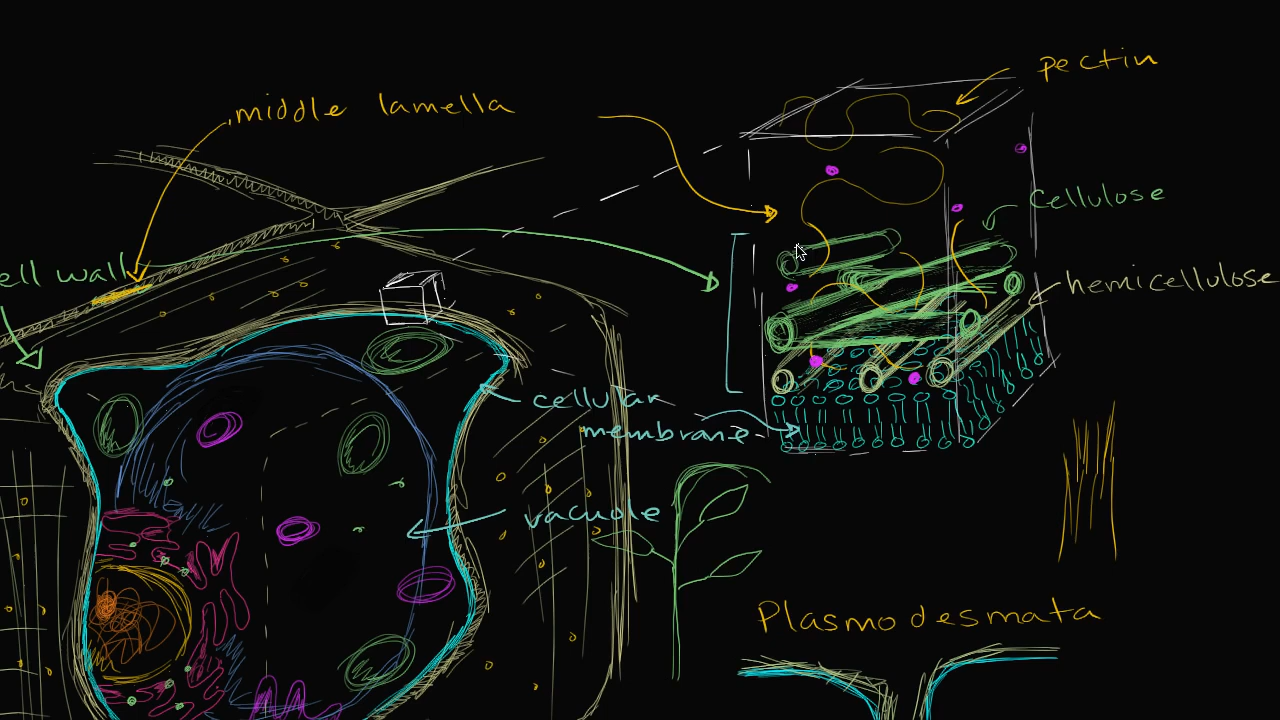 pectin
middle lamella
cellulose
ell wall
hemicellulose
cellular
membrane
vacuole
Plasmodesmata